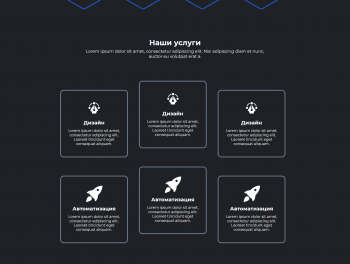 Наши услуги
Lorem ipsum dolor sit amet, consectetur adipiscing elit, adipiscing diam et nunc,
auctor eu volutpat erat a.
Дизайн
Lorem ipsum dolor sit amet,
consectetur adipiscing elit.
Laoreet tincidunt eget
consequat aliquam.
Дизайн
Lorem ipsum dolor sit amet,
consectetur adipiscing elit.
Laoreet tincidunt eget
consequat aliquam.
Дизайн
Lorem ipsum dolor sit amet,
consectetur adipiscing elit.
Laoreet tincidunt eget
consequat aliquam.
Автоматизация
Lorem ipsum dolor sit amet,
consectetur adipiscing elit.
Laoreet tincidunt eget
consequat aliquam.
Автоматизация
Lorem ipsum dolor sit amet,
consectetur adipiscing elit.
Laoreet tincidunt eget
consequat aliquam.
Автоматизация
Lorem ipsum dolor sit amet,
consectetur adipiscing elit.
Laoreet tincidunt eget
consequat aliquam.